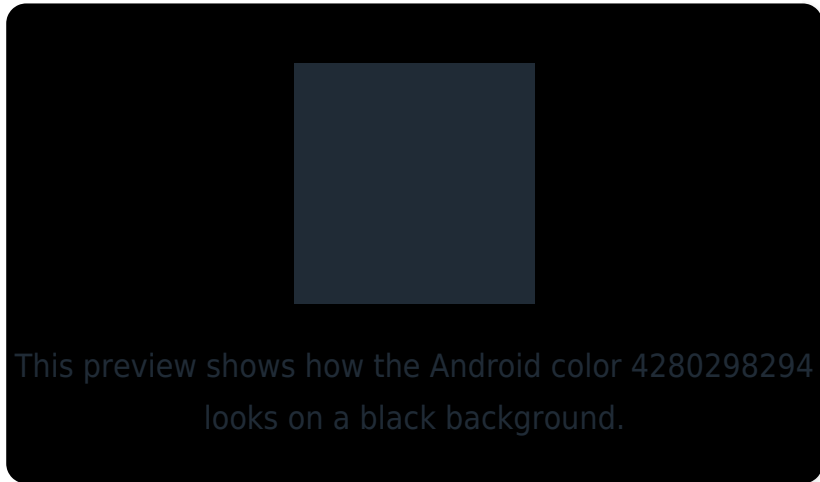 This preview shows how the Android color 4280298294
looks on a black background.